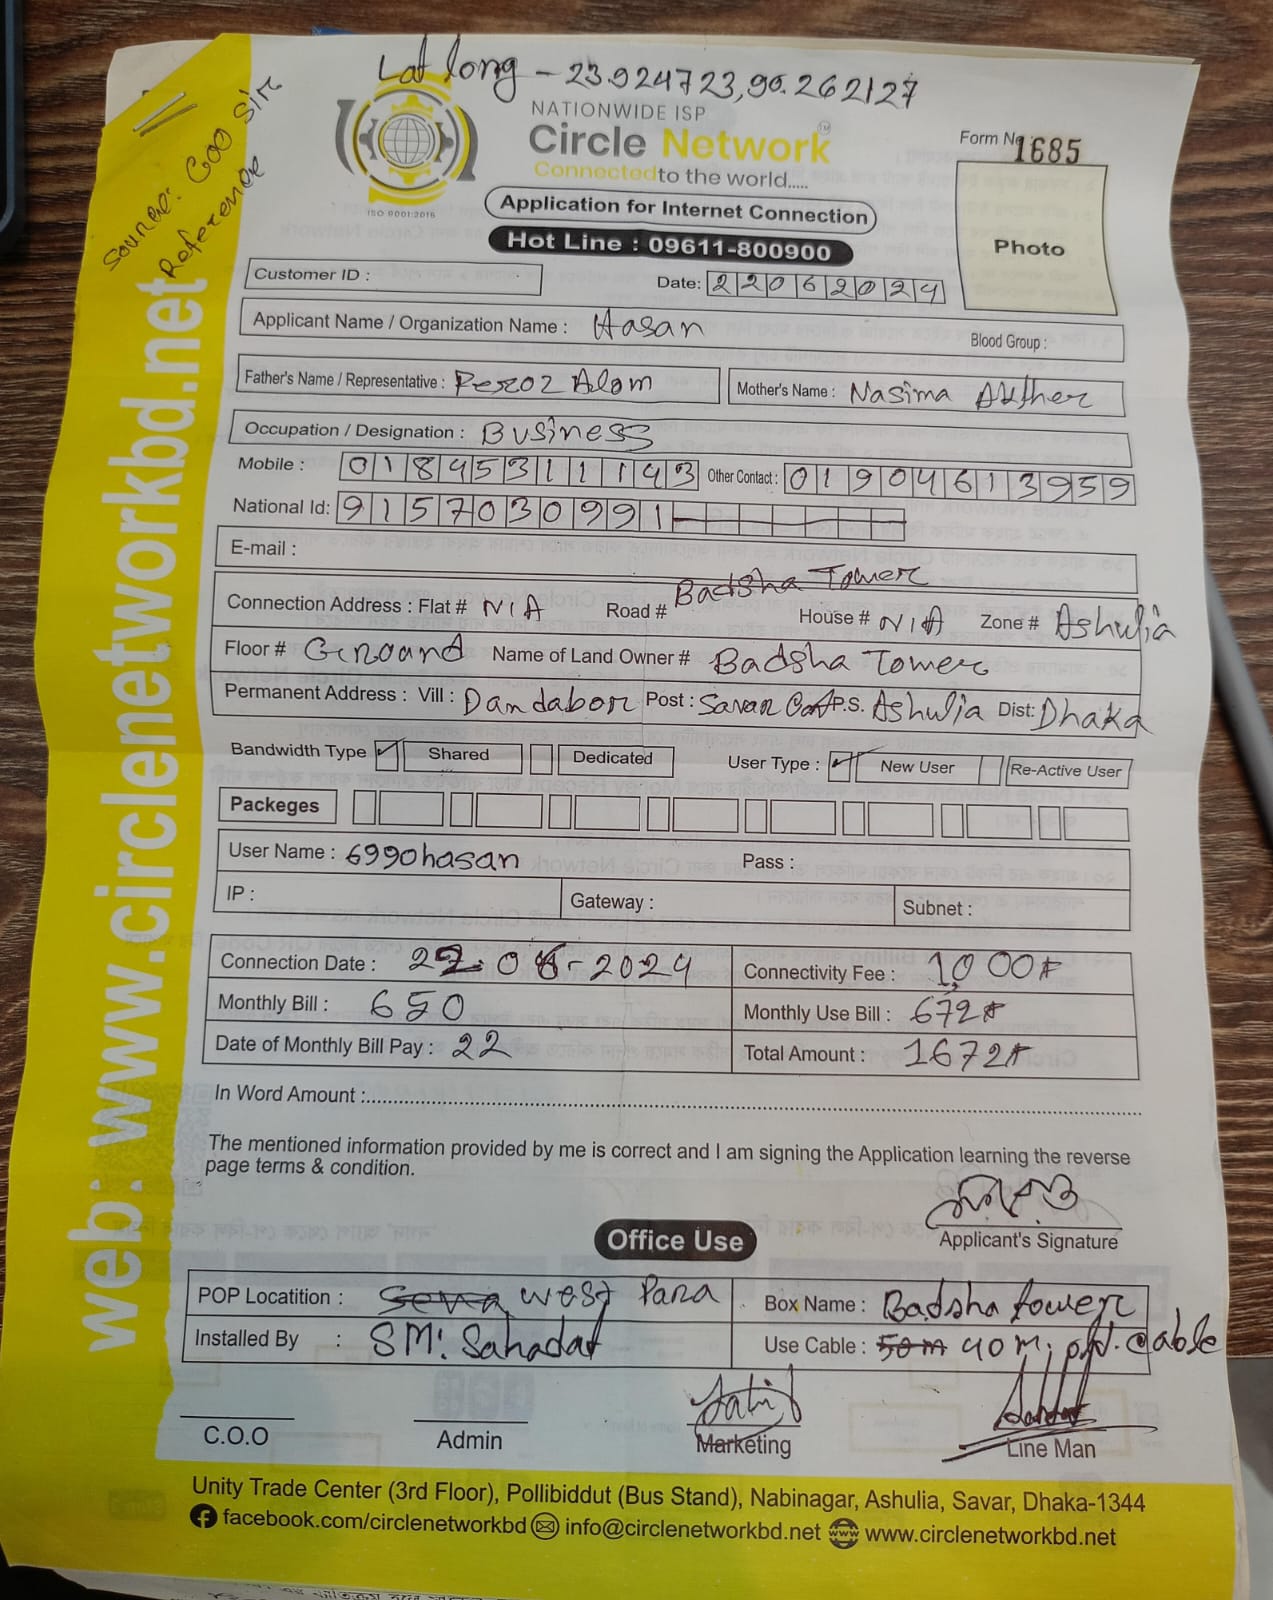 Lat long - 23.924723, 90.262127
Source: COO Sir
Reference
NATIONWIDE ISP
Circle Network
TM
Connected to the world.....
ISO 9001:2015
Form No 1685
Application for Internet Connection
Hot Line : 09611-800900
Photo
Customer ID :
Date: 22062024
Applicant Name / Organization Name : Hasan
Blood Group :
Father's Name / Representative : Feroz Alom
Mother's Name : Nasima Akther
Occupation / Designation : Business
Mobile : 01845311143 Other Contact : 01904613959
National Id: 9157030991
E-mail :
Connection Address : Flat # N/A Road # Badsha Tower House # N/A Zone # Ashulia
Floor # Ground Name of Land Owner # Badsha Tower
Permanent Address : Vill : Dandabor Post : Savar Cant P.S. Ashulia Dist: Dhaka
Bandwidth Type Shared Dedicated User Type : New User Re-Active User
Packeges
User Name : 6990hasan Pass :
IP : Gateway : Subnet :
Connection Date : 22-06-2024 Connectivity Fee : 1000
Monthly Bill : 650 Monthly Use Bill : 672
Date of Monthly Bill Pay : 22 Total Amount : 1672
In Word Amount :
The mentioned information provided by me is correct and I am signing the Application learning the reverse
page terms & condition.
Applicant's Signature
Office Use
POP Locatition : West Para Box Name : Badsha tower
Installed By : SM: Sahadat Use Cable : 50m 40 M, cable
C.O.O Admin Marketing Line Man
Unity Trade Center (3rd Floor), Pollibiddut (Bus Stand), Nabinagar, Ashulia, Savar, Dhaka-1344
facebook.com/circlenetworkbd info@circlenetworkbd.net www.circlenetworkbd.net
web: www.circlenetworkbd.net